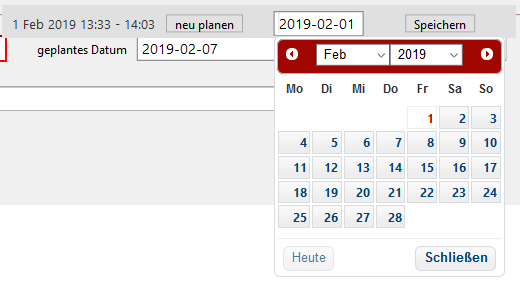 1 Feb 2019 13:33 - 14:03 neu planen 2019-02-01 Speichern
geplantes Datum 2019-02-07
Feb 2019
Mo Di Mi Do Fr Sa So
1 2 3
4 5 6 7 8 9 10
11 12 13 14 15 16 17
18 19 20 21 22 23 24
25 26 27 28
Heute Schließen